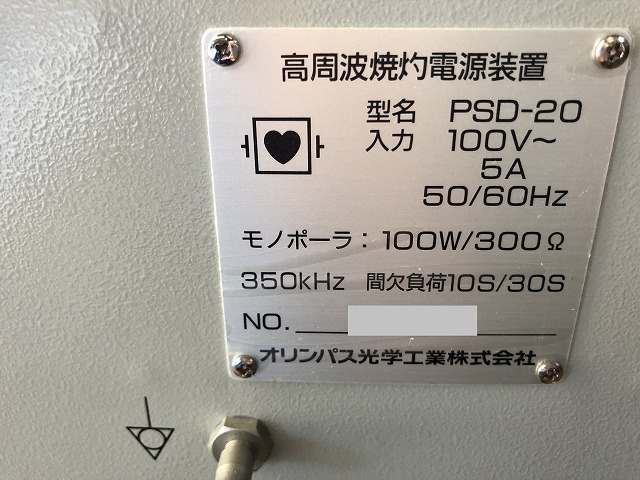 高周波焼灼電源装置
型名 PSD-20
入力 100V～
5A
50/60Hz
モノポーラ：100W/300Ω
350kHz 間欠負荷10S/30S
NO.
オリンパス光学工業株式会社